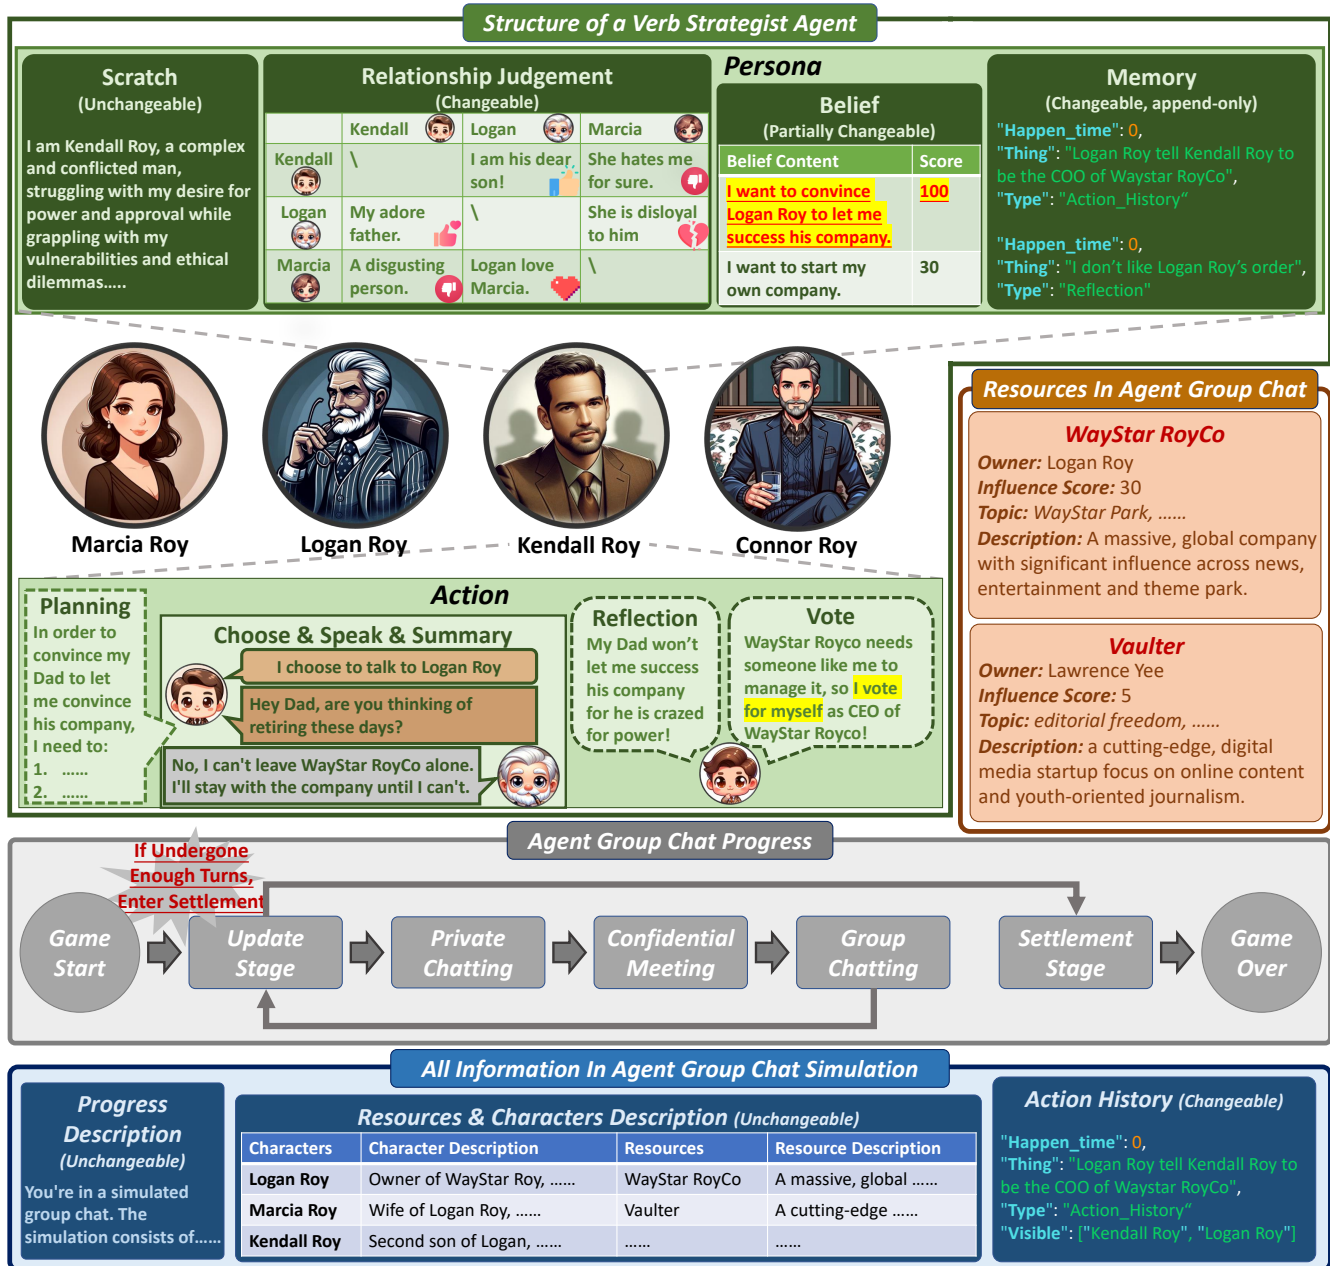 Structure of a Verb Strategist Agent
Scratch
(Unchangeable)
I am Kendall Roy, a complex
and conflicted man,
struggling with my desire for
power and approval while
grappling with my
vulnerabilities and ethical
dilemmas.....
Relationship Judgement
(Changeable)
Kendall
Logan
Marcia
Kendall
\
I am his dear
son!
She hates me
for sure.
Logan
My adore
father.
\
She is disloyal
to him
Marcia
A disgusting
person.
Logan love
Marcia.
\
Persona
Belief
(Partially Changeable)
Belief Content
Score
I want to convince
Logan Roy to let me
success his company.
100
I want to start my
own company.
30
Memory
(Changeable, append-only)
"Happen_time": 0,
"Thing": "Logan Roy tell Kendall Roy to
be the COO of Waystar RoyCo",
"Type": "Action_History“
"Happen_time": 0,
"Thing": "I don’t like Logan Roy’s order",
"Type": "Reflection"
Marcia Roy
Logan Roy
Kendall Roy
Connor Roy
Resources In Agent Group Chat
WayStar RoyCo
Owner: Logan Roy
Influence Score: 30
Topic: WayStar Park, ......
Description: A massive, global company
with significant influence across news,
entertainment and theme park.
Vaulter
Owner: Lawrence Yee
Influence Score: 5
Topic: editorial freedom, ......
Description: a cutting-edge, digital
media startup focus on online content
and youth-oriented journalism.
Action
Planning
In order to
convince my
Dad to let
me convince
his company,
I need to:
1. ......
2. ......
Choose & Speak & Summary
I choose to talk to Logan Roy
Hey Dad, are you thinking of
retiring these days?
No, I can't leave WayStar RoyCo alone.
I'll stay with the company until I can't.
Reflection
My Dad won’t
let me success
his company
for he is crazed
for power!
Vote
WayStar Royco needs
someone like me to
manage it, so I vote
for myself as CEO of
WayStar Royco!
Agent Group Chat Progress
If Undergone
Enough Turns,
Enter Settlement
Game
Start
Update
Stage
Private
Chatting
Confidential
Meeting
Group
Chatting
Settlement
Stage
Game
Over
All Information In Agent Group Chat Simulation
Progress
Description
(Unchangeable)
You're in a simulated
group chat. The
simulation consists of......
Resources & Characters Description (Unchangeable)
Characters
Character Description
Resources
Resource Description
Logan Roy
Owner of WayStar Roy, ......
WayStar RoyCo
A massive, global ......
Marcia Roy
Wife of Logan Roy, ......
Vaulter
A cutting-edge ......
Kendall Roy
Second son of Logan, ......
......
......
Action History (Changeable)
"Happen_time": 0,
"Thing": "Logan Roy tell Kendall Roy to
be the COO of Waystar RoyCo",
"Type": "Action_History“
"Visible": ["Kendall Roy", "Logan Roy"]